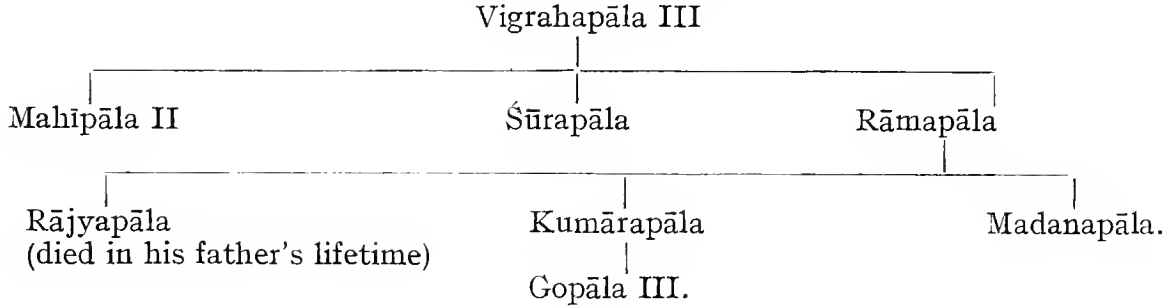 Vigrahapāla III
Mahīpāla II Śūrapāla Rāmapāla
Rājyapāla Kumārapāla Madanapāla.
(died in his father's lifetime)
Gopāla III.